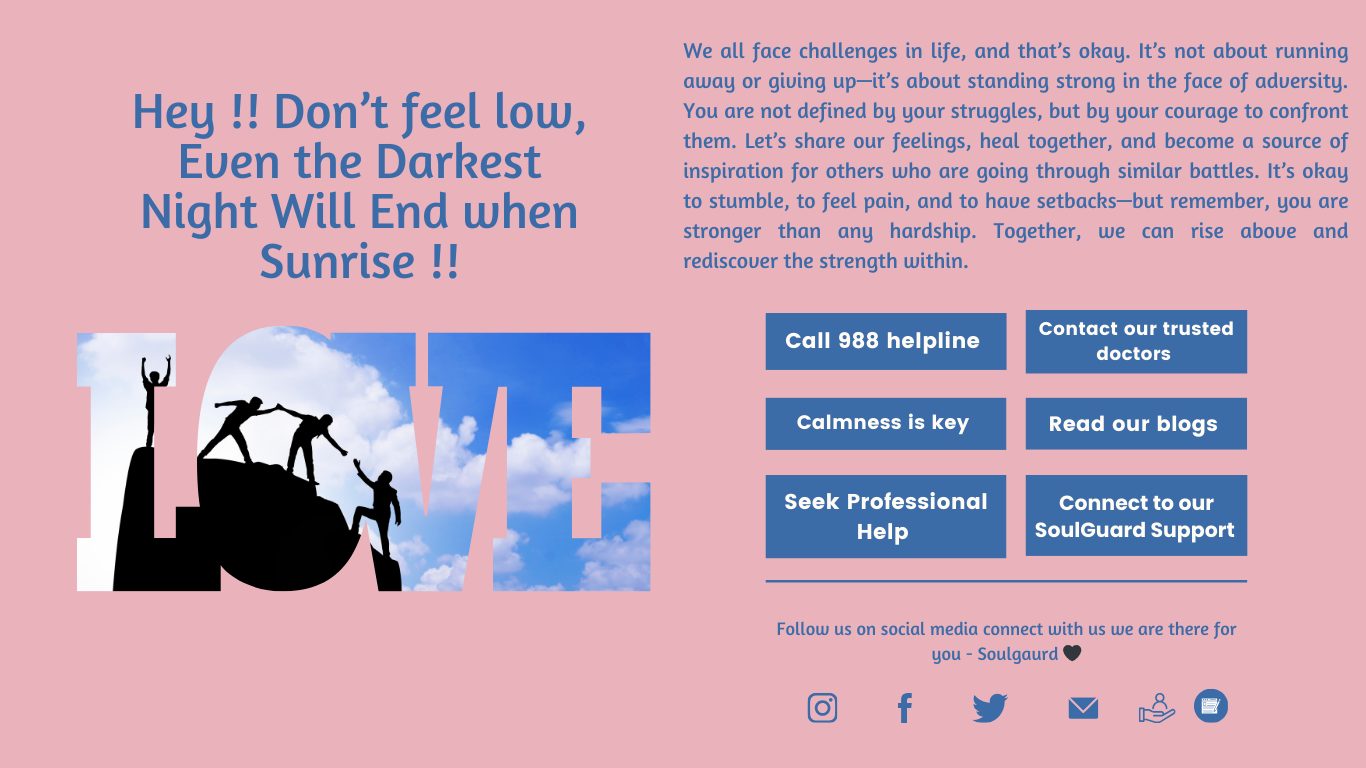 Hey !! Don’t feel low,
Even the Darkest
Night Will End when
Sunrise !!
LOVE
We all face challenges in life, and that’s okay. It’s not about running
away or giving up—it’s about standing strong in the face of adversity.
You are not defined by your struggles, but by your courage to confront
them. Let’s share our feelings, heal together, and become a source of
inspiration for others who are going through similar battles. It’s okay
to stumble, to feel pain, and to have setbacks—but remember, you are
stronger than any hardship. Together, we can rise above and
rediscover the strength within.
Call 988 helpline
Contact our trusted
doctors
Calmness is key
Read our blogs
Seek Professional
Help
Connect to our
SoulGuard Support
Follow us on social media connect with us we are there for
you - Soulgaurd 🖤